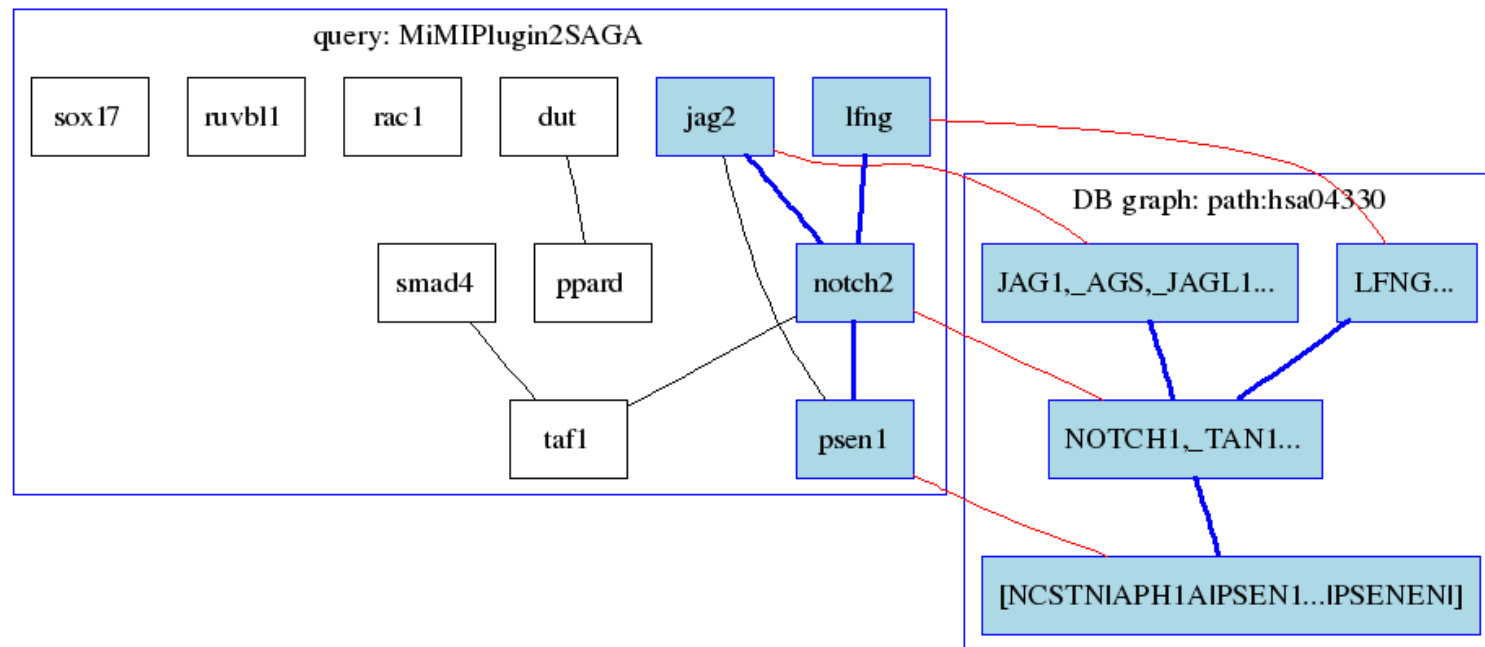 query: MiMIPlugin2SAGA
sox17
ruvbl1
rac1
dut
jag2
lfng
DB graph: path:hsa04330
smad4
ppard
notch2
JAG1,_AGS,_JAGL1...
LFNG...
taf1
psen1
NOTCH1,_TAN1...
[NCSTN|APH1A|PSEN1...|PSENEN|]